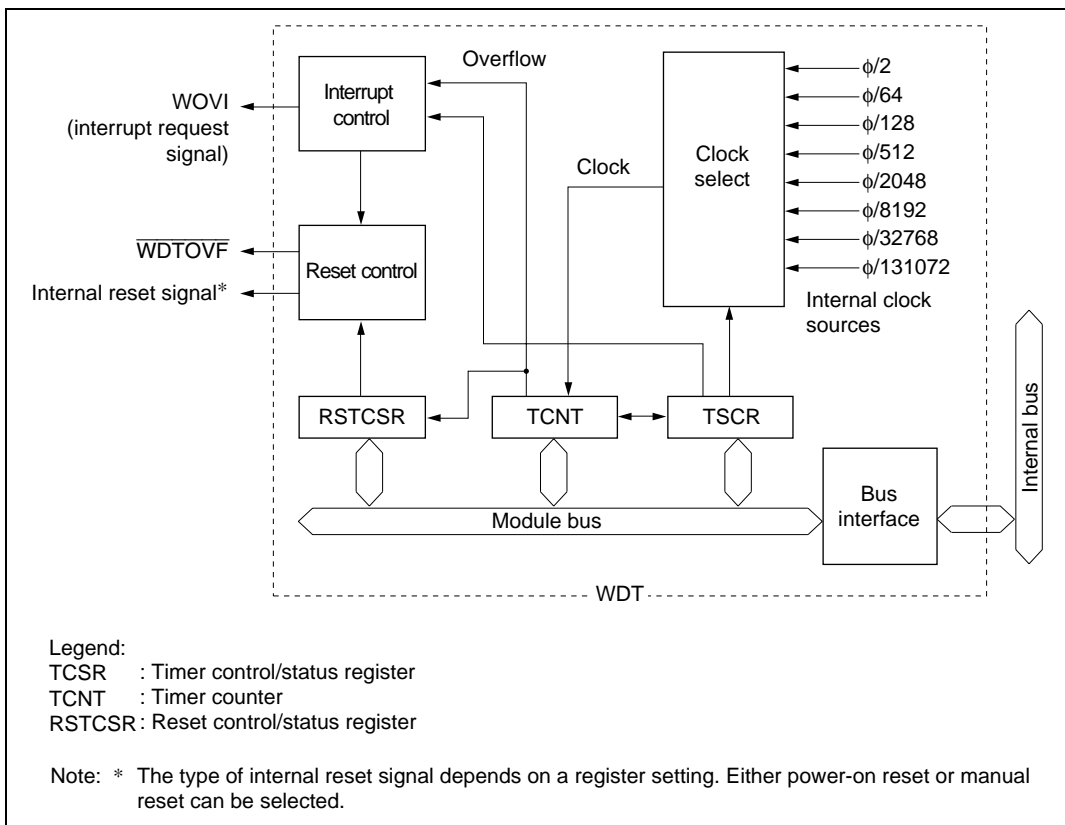 Overflow
Interrupt
control
WOVI
(interrupt request
signal)
Clock
Clock
select
ϕ/2
ϕ/64
ϕ/128
ϕ/512
ϕ/2048
ϕ/8192
ϕ/32768
ϕ/131072
Internal clock
sources
WDTOVF
Internal reset signal*
Reset control
RSTCSR
TCNT
TSCR
Module bus
Bus
interface
Internal bus
WDT
Legend:
TCSR : Timer control/status register
TCNT : Timer counter
RSTCSR : Reset control/status register
Note: * The type of internal reset signal depends on a register setting. Either power-on reset or manual
reset can be selected.